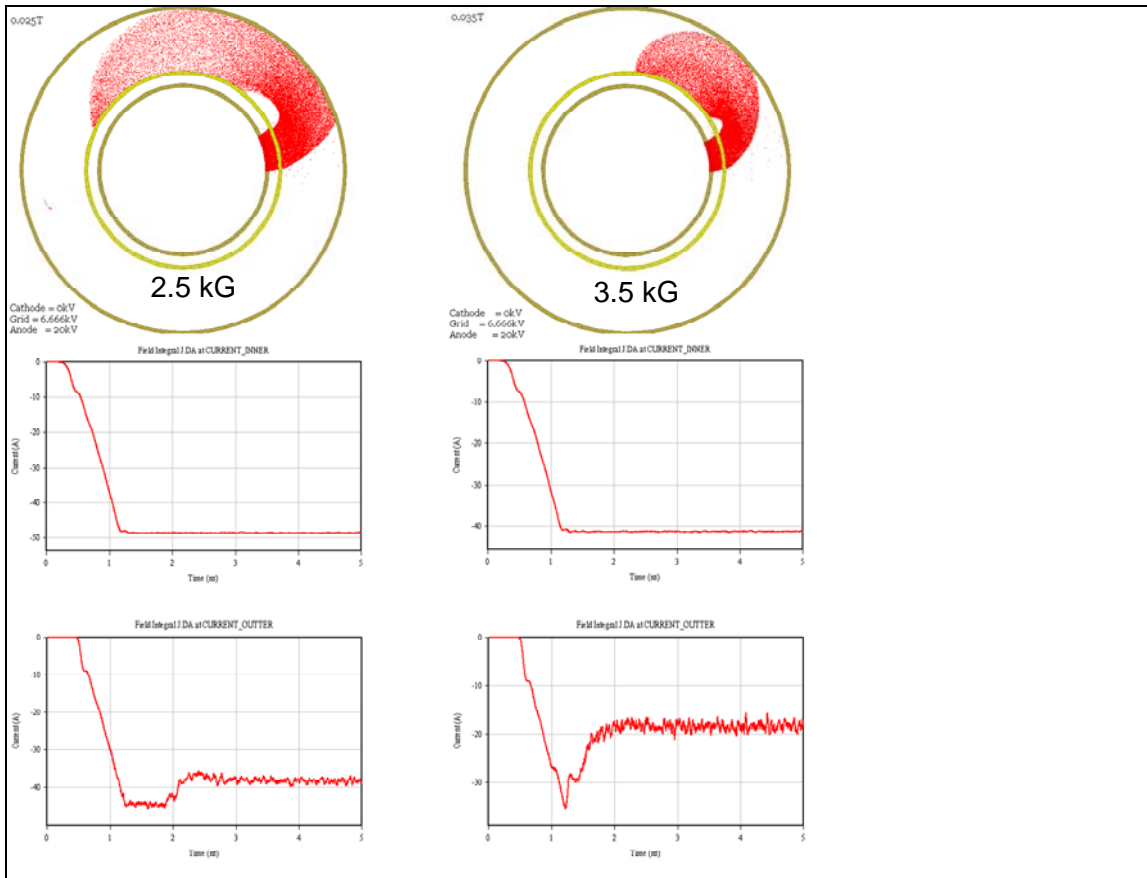 0.025T
2.5 kG
Cathode = 0kV
Grid = 6.666kV
Anode = 20kV
0.035T
3.5 kG
Cathode = 0kV
Grid = 6.666kV
Anode = 20kV
Field Integral J.DA at CURRENT_INNER
Current (A)
0
-10
-20
-30
-40
-50
0 1 2 3 4 5
Time (ns)
Field Integral J.DA at CURRENT_INNER
Current (A)
0
-10
-20
-30
-40
0 1 2 3 4 5
Time (ns)
Field Integral J.DA at CURRENT_OUTTER
Current (A)
0
-10
-20
-30
-40
0 1 2 3 4 5
Time (ns)
Field Integral J.DA at CURRENT_OUTTER
Current (A)
0
-10
-20
-30
0 1 2 3 4 5
Time (ns)